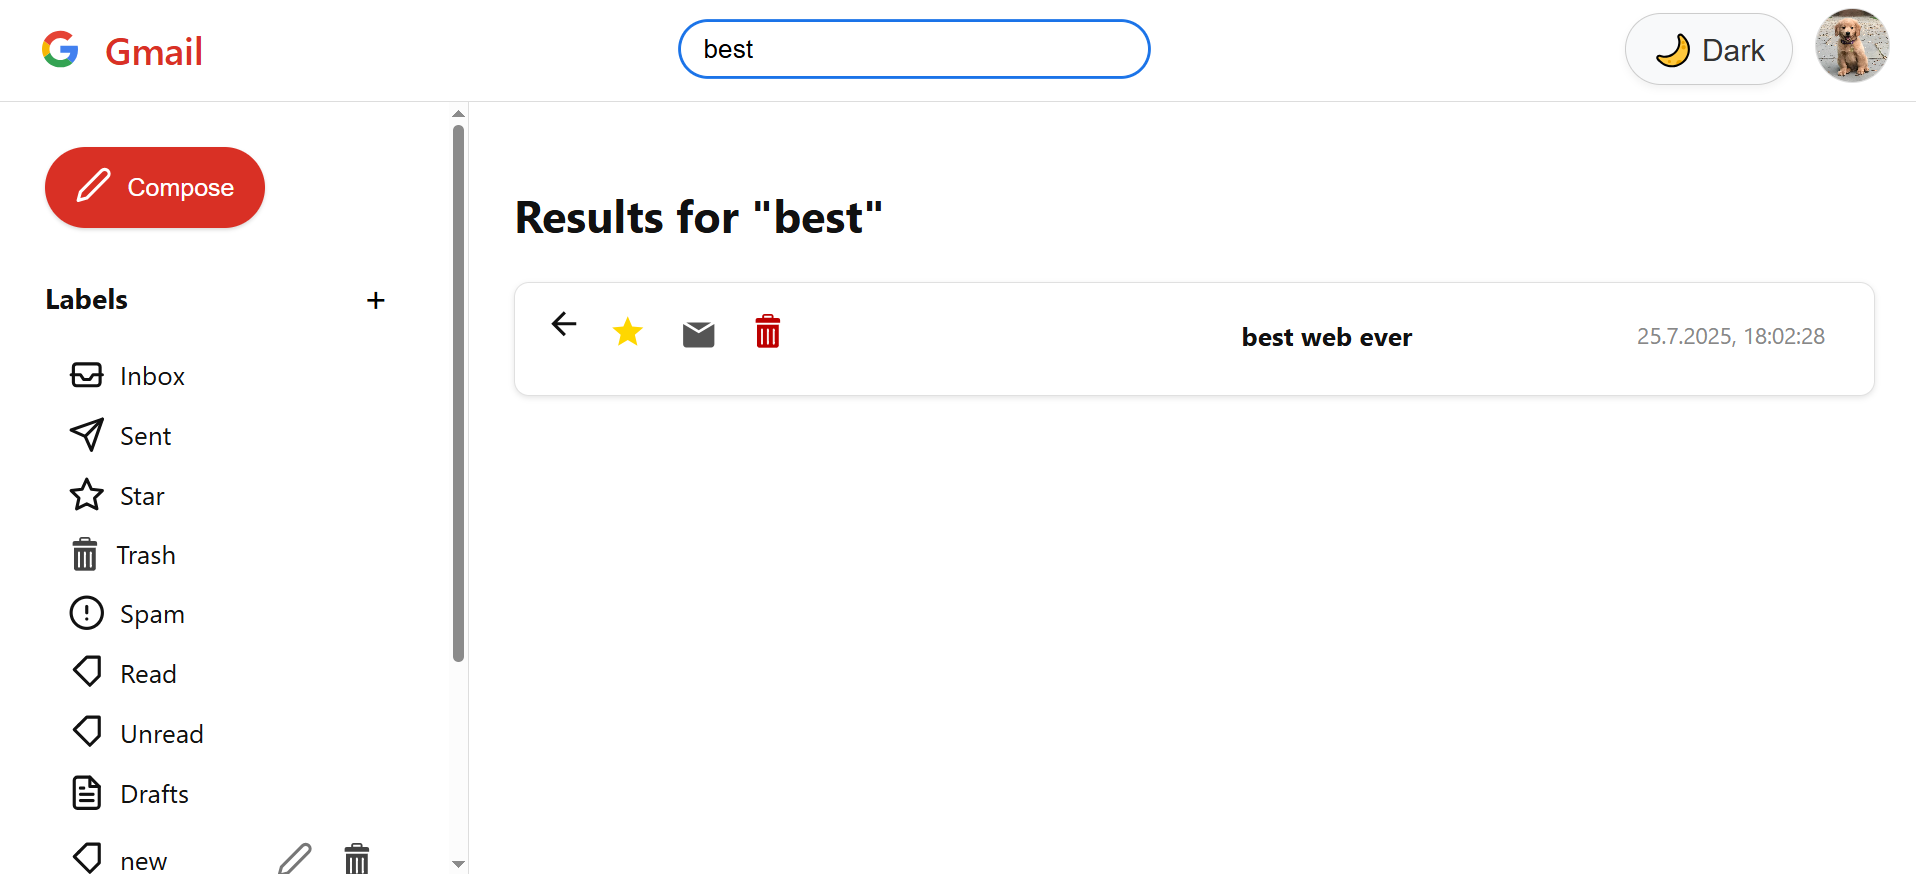 Gmail
best
Dark
Compose
Labels +
Inbox
Sent
Star
Trash
Spam
Read
Unread
Drafts
new
Results for "best"
best web ever 25.7.2025, 18:02:28